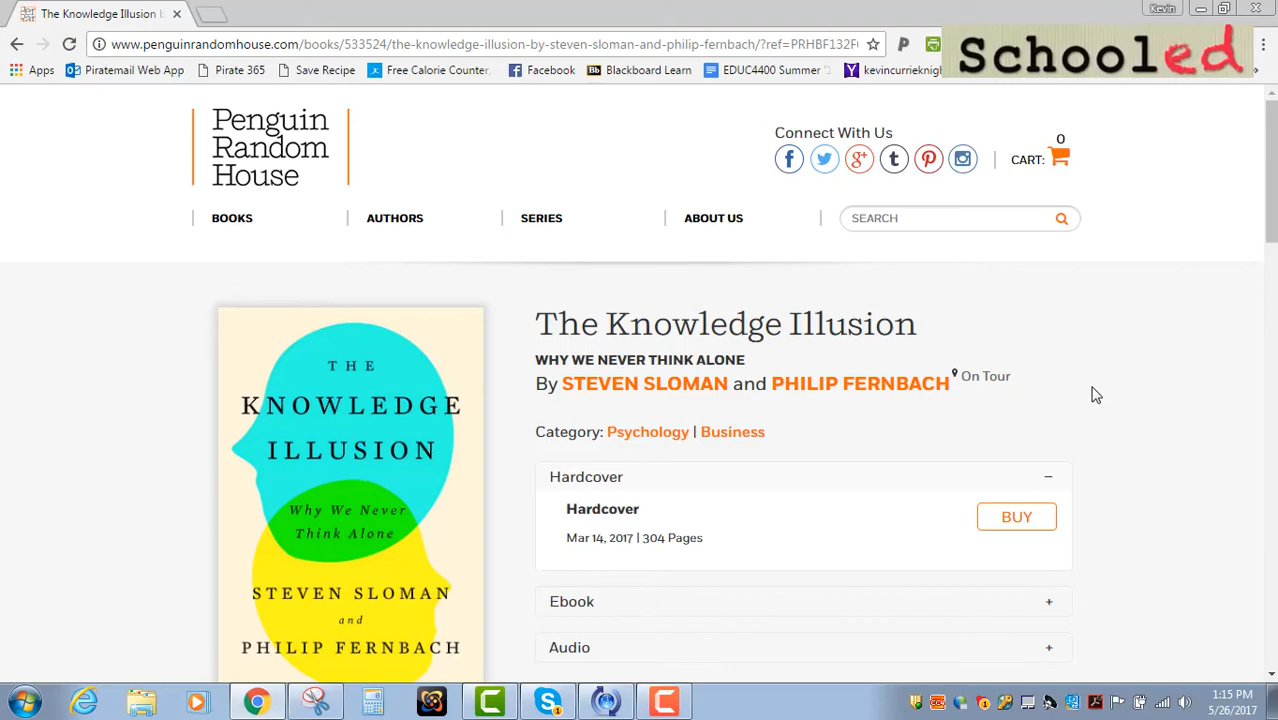 The Knowledge Illusion b
Kevin
www.penguinrandomhouse.com/books/533524/the-knowledge-illusion-by-steven-sloman-and-philip-fernbach/?ref=PRHBF132F
Schooled
Apps
Piratemail Web App
Pirate 365
Save Recipe
Free Calorie Counter,
Facebook
Bb
Blackboard Learn
EDUC4400 Summer '1
kevincurriekni
Penguin
Random
House
Connect With Us
0
CART:
BOOKS
AUTHORS
SERIES
ABOUT US
SEARCH
THE
KNOWLEDGE
ILLUSION
Why We Never
Think Alone
STEVEN SLOMAN
and
PHILIP FERNBACH
The Knowledge Illusion
WHY WE NEVER THINK ALONE
By STEVEN SLOMAN and PHILIP FERNBACH
On Tour
Category: Psychology | Business
Hardcover
Hardcover
BUY
Mar 14, 2017 | 304 Pages
Ebook
Audio
1:15 PM
5/26/2017